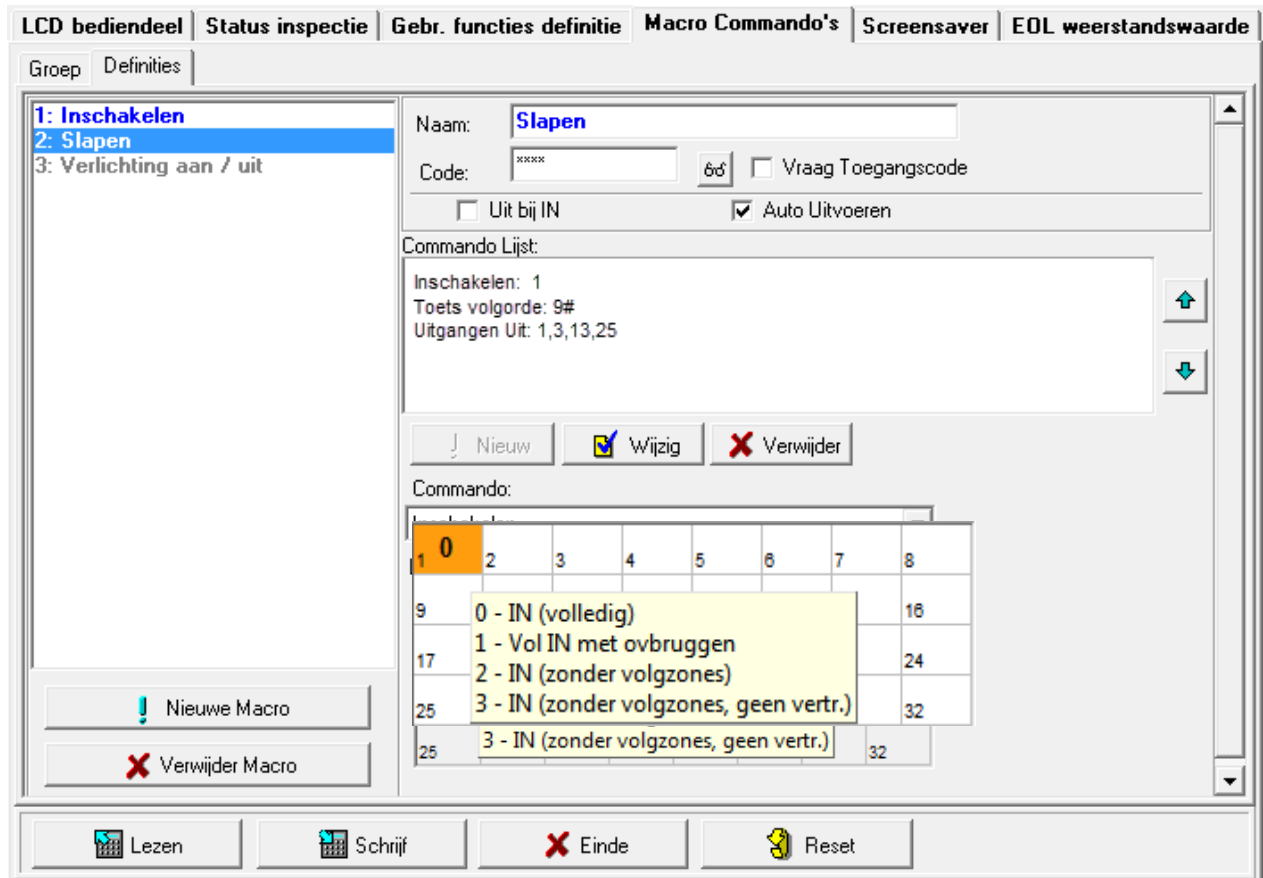 LCD bediendeel Status inspectie Gebr. functies definitie Macro Commando's Screensaver EOL weerstandswaarde
Groep Definities
1: Inschakelen
2: Slapen
3: Verlichting aan / uit
Naam: Slapen
Code: **** Vraag Toegangscode
Uit bij IN Auto Uitvoeren
Commando Lijst:
Inschakelen: 1
Toets volgorde: 9#
Uitgangen Uit: 1,3,13,25
Nieuw Wijzig Verwijder
Commando:
Inschakelen
1 0 2 3 4 5 6 7 8
9 16
17 24
25 32
0 - IN (volledig)
1 - Vol IN met ovbruggen
2 - IN (zonder volgzones)
3 - IN (zonder volgzones, geen vertr.)
25 3 - IN (zonder volgzones, geen vertr.) 32
Nieuwe Macro
Verwijder Macro
Lezen Schrijf Einde Reset